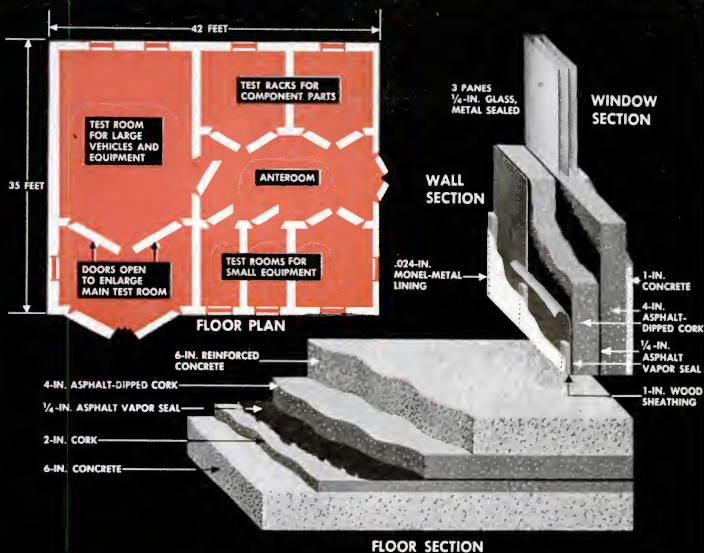 42 FEET
35 FEET
TEST ROOM
FOR LARGE
VEHICLES AND
EQUIPMENT
TEST RACKS FOR
COMPONENT PARTS
ANTEROOM
DOORS OPEN
TO ENLARGE
MAIN TEST ROOM
TEST ROOMS FOR
SMALL EQUIPMENT
FLOOR PLAN
3 PANES
¼-IN. GLASS,
METAL SEALED
WINDOW
SECTION
WALL
SECTION
.024-IN.
MONEL-METAL
LINING
1-IN.
CONCRETE
4-IN.
ASPHALT-
DIPPED CORK
¼-IN.
ASPHALT
VAPOR SEAL
1-IN. WOOD
SHEATHING
6-IN. REINFORCED
CONCRETE
4-IN. ASPHALT-DIPPED CORK
¼-IN. ASPHALT VAPOR SEAL
2-IN. CORK
6-IN. CONCRETE
FLOOR SECTION